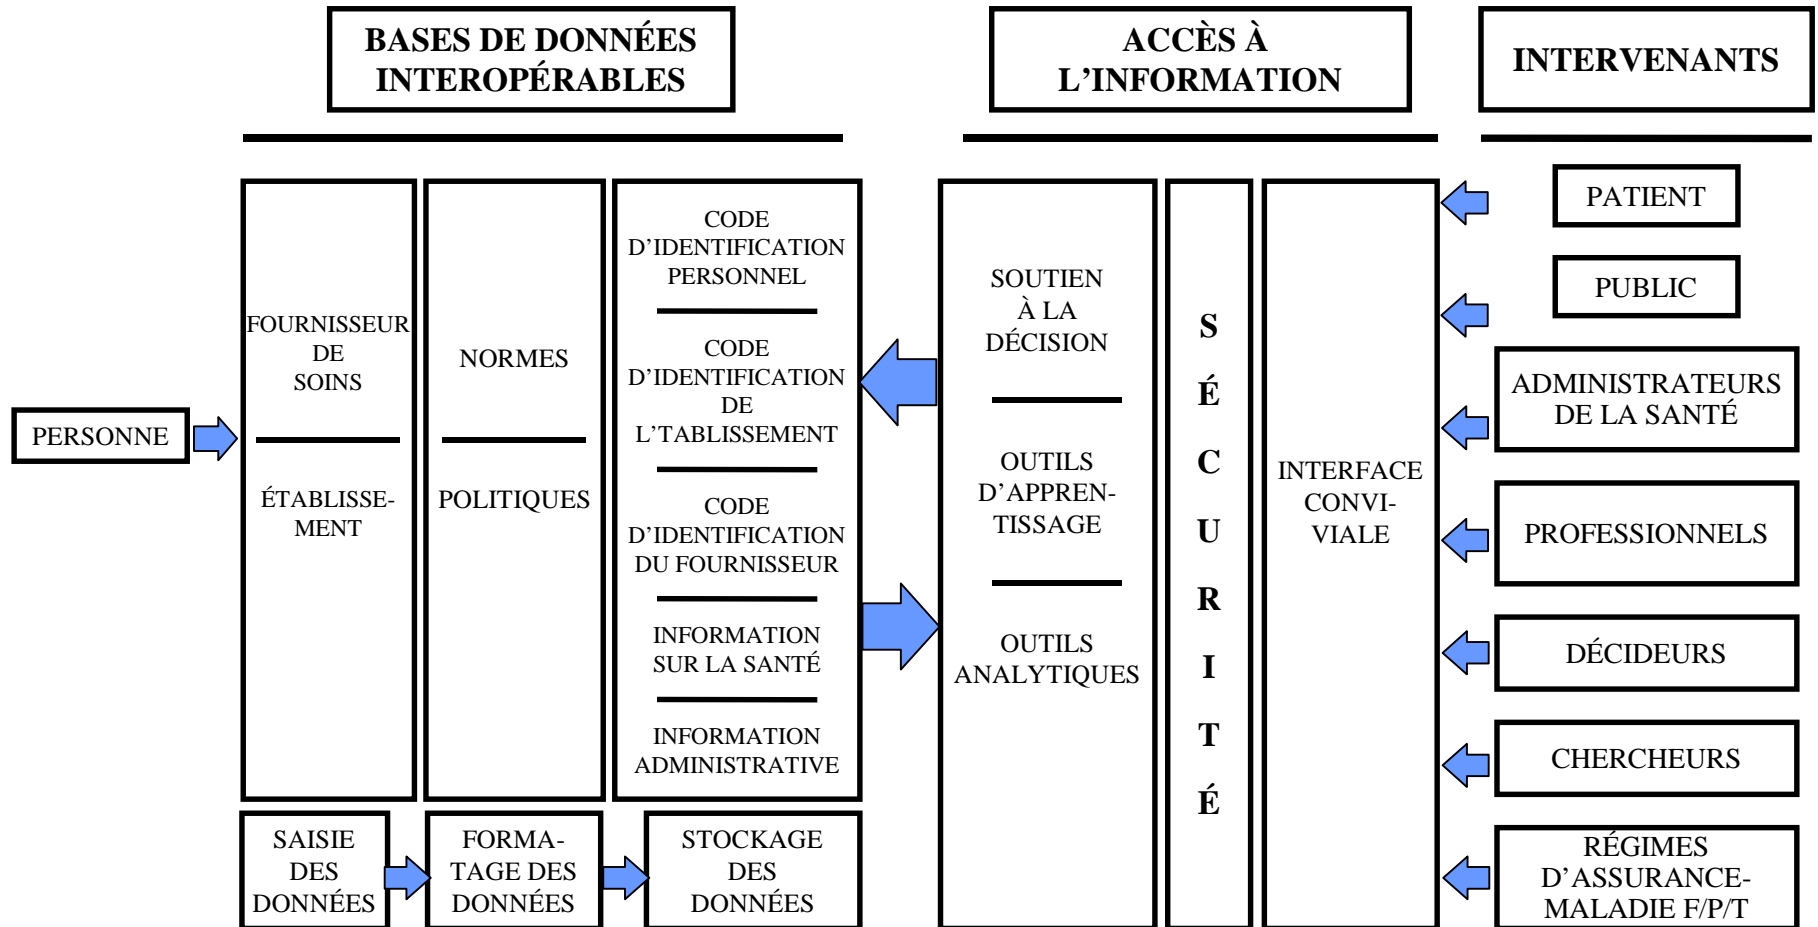 BASES DE DONNÉES
INTEROPÉRABLES
ACCÈS À
L'INFORMATION
INTERVENANTS
PERSONNE
FOURNISSEUR
DE
SOINS
ÉTABLISSE-
MENT
NORMES
POLITIQUES
CODE
D'IDENTIFICATION
PERSONNEL
CODE
D'IDENTIFICATION
DE
L'TABLISSEMENT
CODE
D'IDENTIFICATION
DU FOURNISSEUR
INFORMATION
SUR LA SANTÉ
INFORMATION
ADMINISTRATIVE
SAISIE
DES
DONNÉES
FORMA-
TAGE DES
DONNÉES
STOCKAGE
DES
DONNÉES
SOUTIEN
À LA
DÉCISION
OUTILS
D'APPREN-
TISSAGE
OUTILS
ANALYTIQUES
S
É
C
U
R
I
T
É
INTERFACE
CONVI-
VIALE
PATIENT
PUBLIC
ADMINISTRATEURS
DE LA SANTÉ
PROFESSIONNELS
DÉCIDEURS
CHERCHEURS
RÉGIMES
D'ASSURANCE-
MALADIE F/P/T